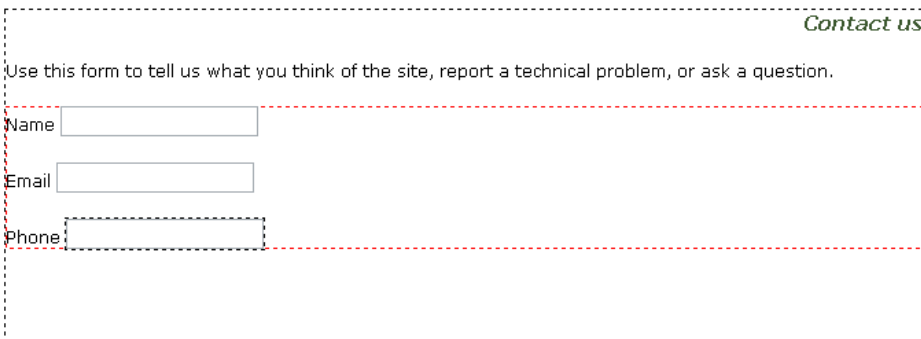 Contact us
Use this form to tell us what you think of the site, report a technical problem, or ask a question.
Name
Email
Phone